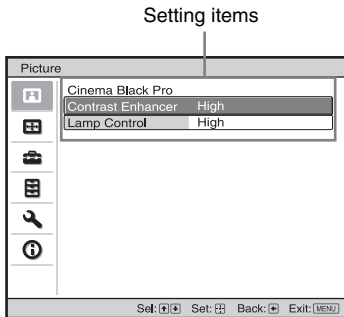 Setting items
Picture
Cinema Black Pro
Contrast Enhancer High
Lamp Control High
Sel: Set: Back: Exit: MENU